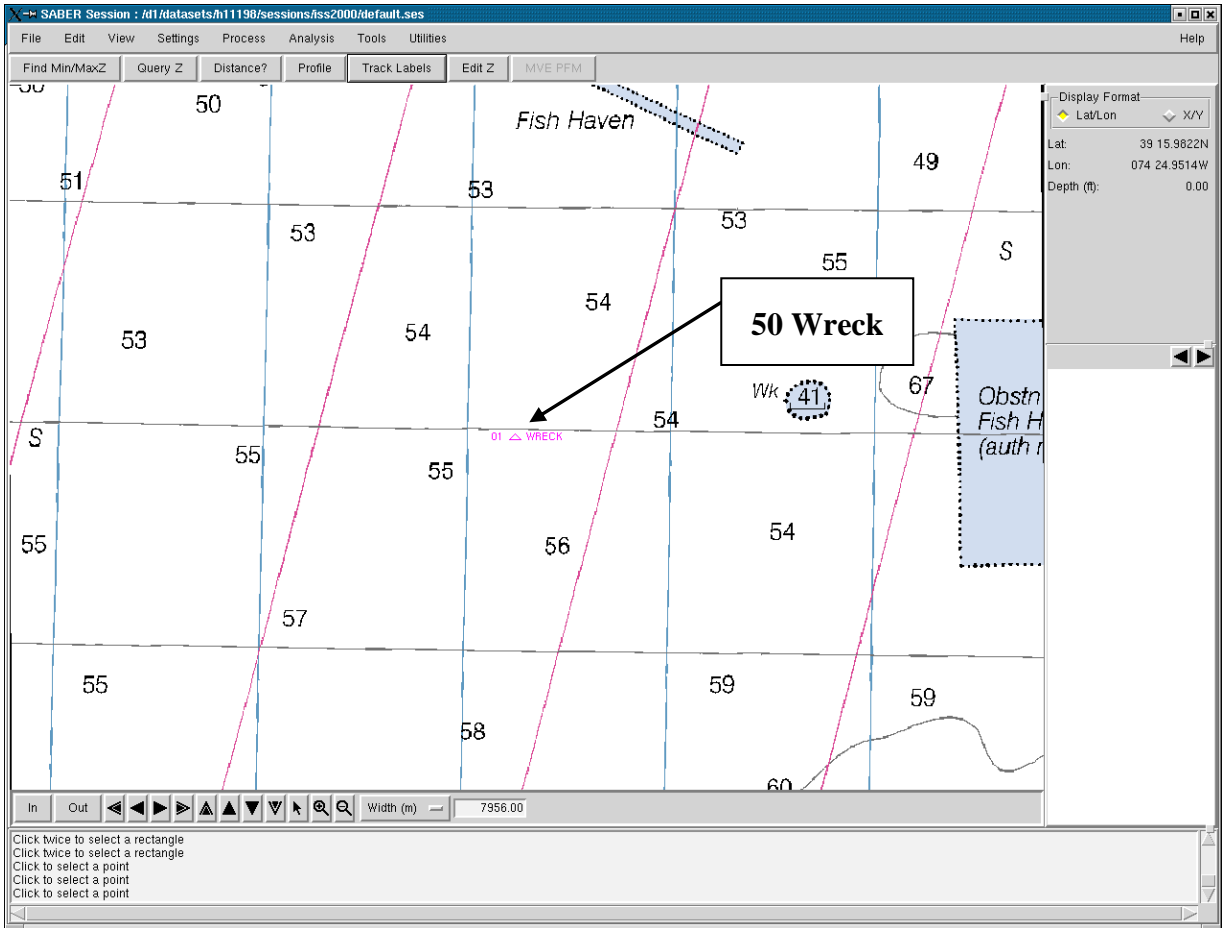 SABER Session : /d1/datasets/h11198/sessions/iss2000/default.ses
File Edit View Settings Process Analysis Tools Utilities Help
Find Min/MaxZ Query Z Distance? Profile Track Labels Edit Z MVE PFM
Display Format
Lat/Lon X/Y
Lat: 39 15.9822N
Lon: 074 24.9514W
Depth (ft): 0.00
50
Fish Haven
49
51
53
53
53
S
55
54
50 Wreck
54
53
Wk 41
67
Obstn
Fish H
(auth r
54
S
01 WRECK
55
55
55
56
54
57
55
59
59
58
60
In Out Width (m) 7956.00
Click twice to select a rectangle
Click twice to select a rectangle
Click to select a point
Click to select a point
Click to select a point